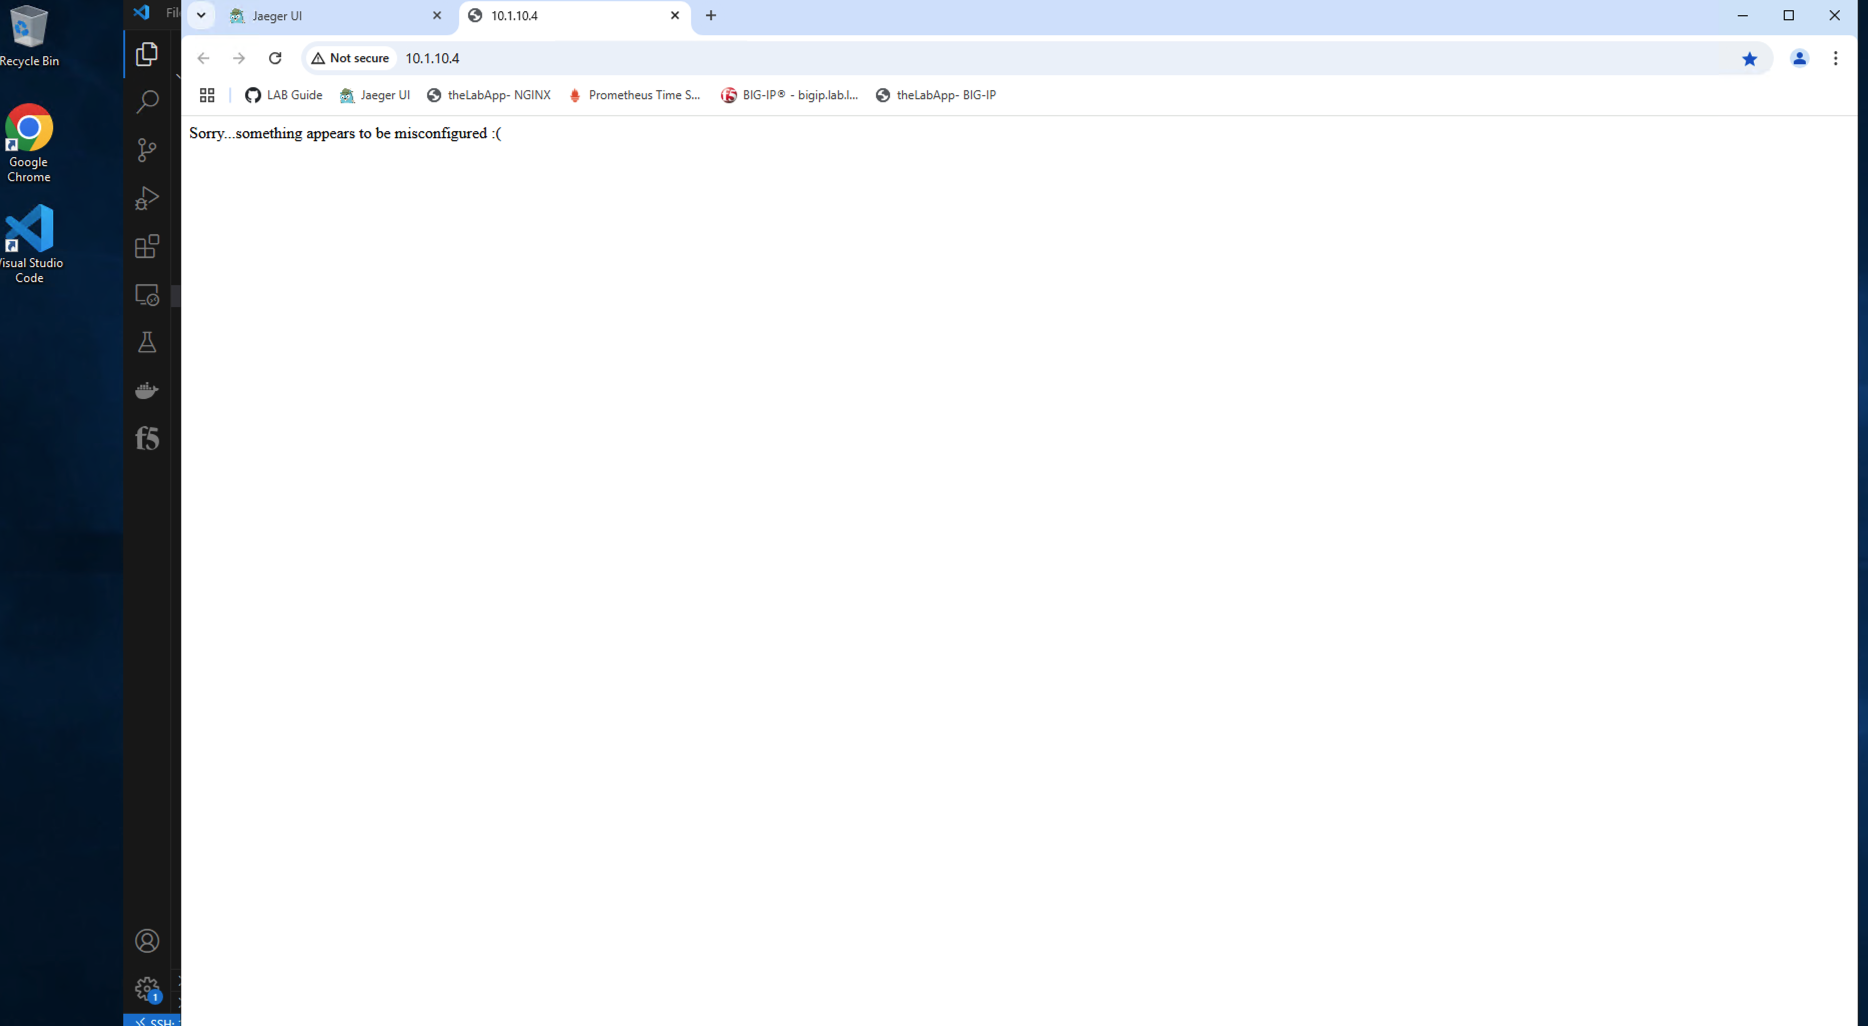 Recycle Bin
Google
Chrome
Visual Studio
Code
Jaeger UI
10.1.10.4
Not secure
10.1.10.4
LAB Guide
Jaeger UI
theLabApp- NGINX
Prometheus Time S...
BIG-IP® - bigip.lab.l...
theLabApp- BIG-IP
Sorry...something appears to be misconfigured :(
f5
1
SSH: